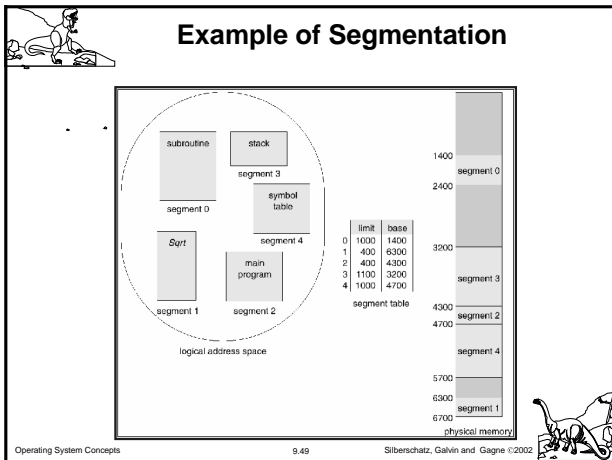 Example of Segmentation
subroutine
segment 0
stack
segment 3
symbol
table
segment 4
Sqrt
segment 1
main
program
segment 2
logical address space
limit base
0 1000 1400
1 400 6300
2 400 4300
3 1100 3200
4 1000 4700
segment table
1400
segment 0
2400
3200
segment 3
4300
segment 2
4700
segment 4
5700
6300
segment 1
6700
physical memory
Operating System Concepts
9.49
Silberschatz, Galvin and Gagne ©2002